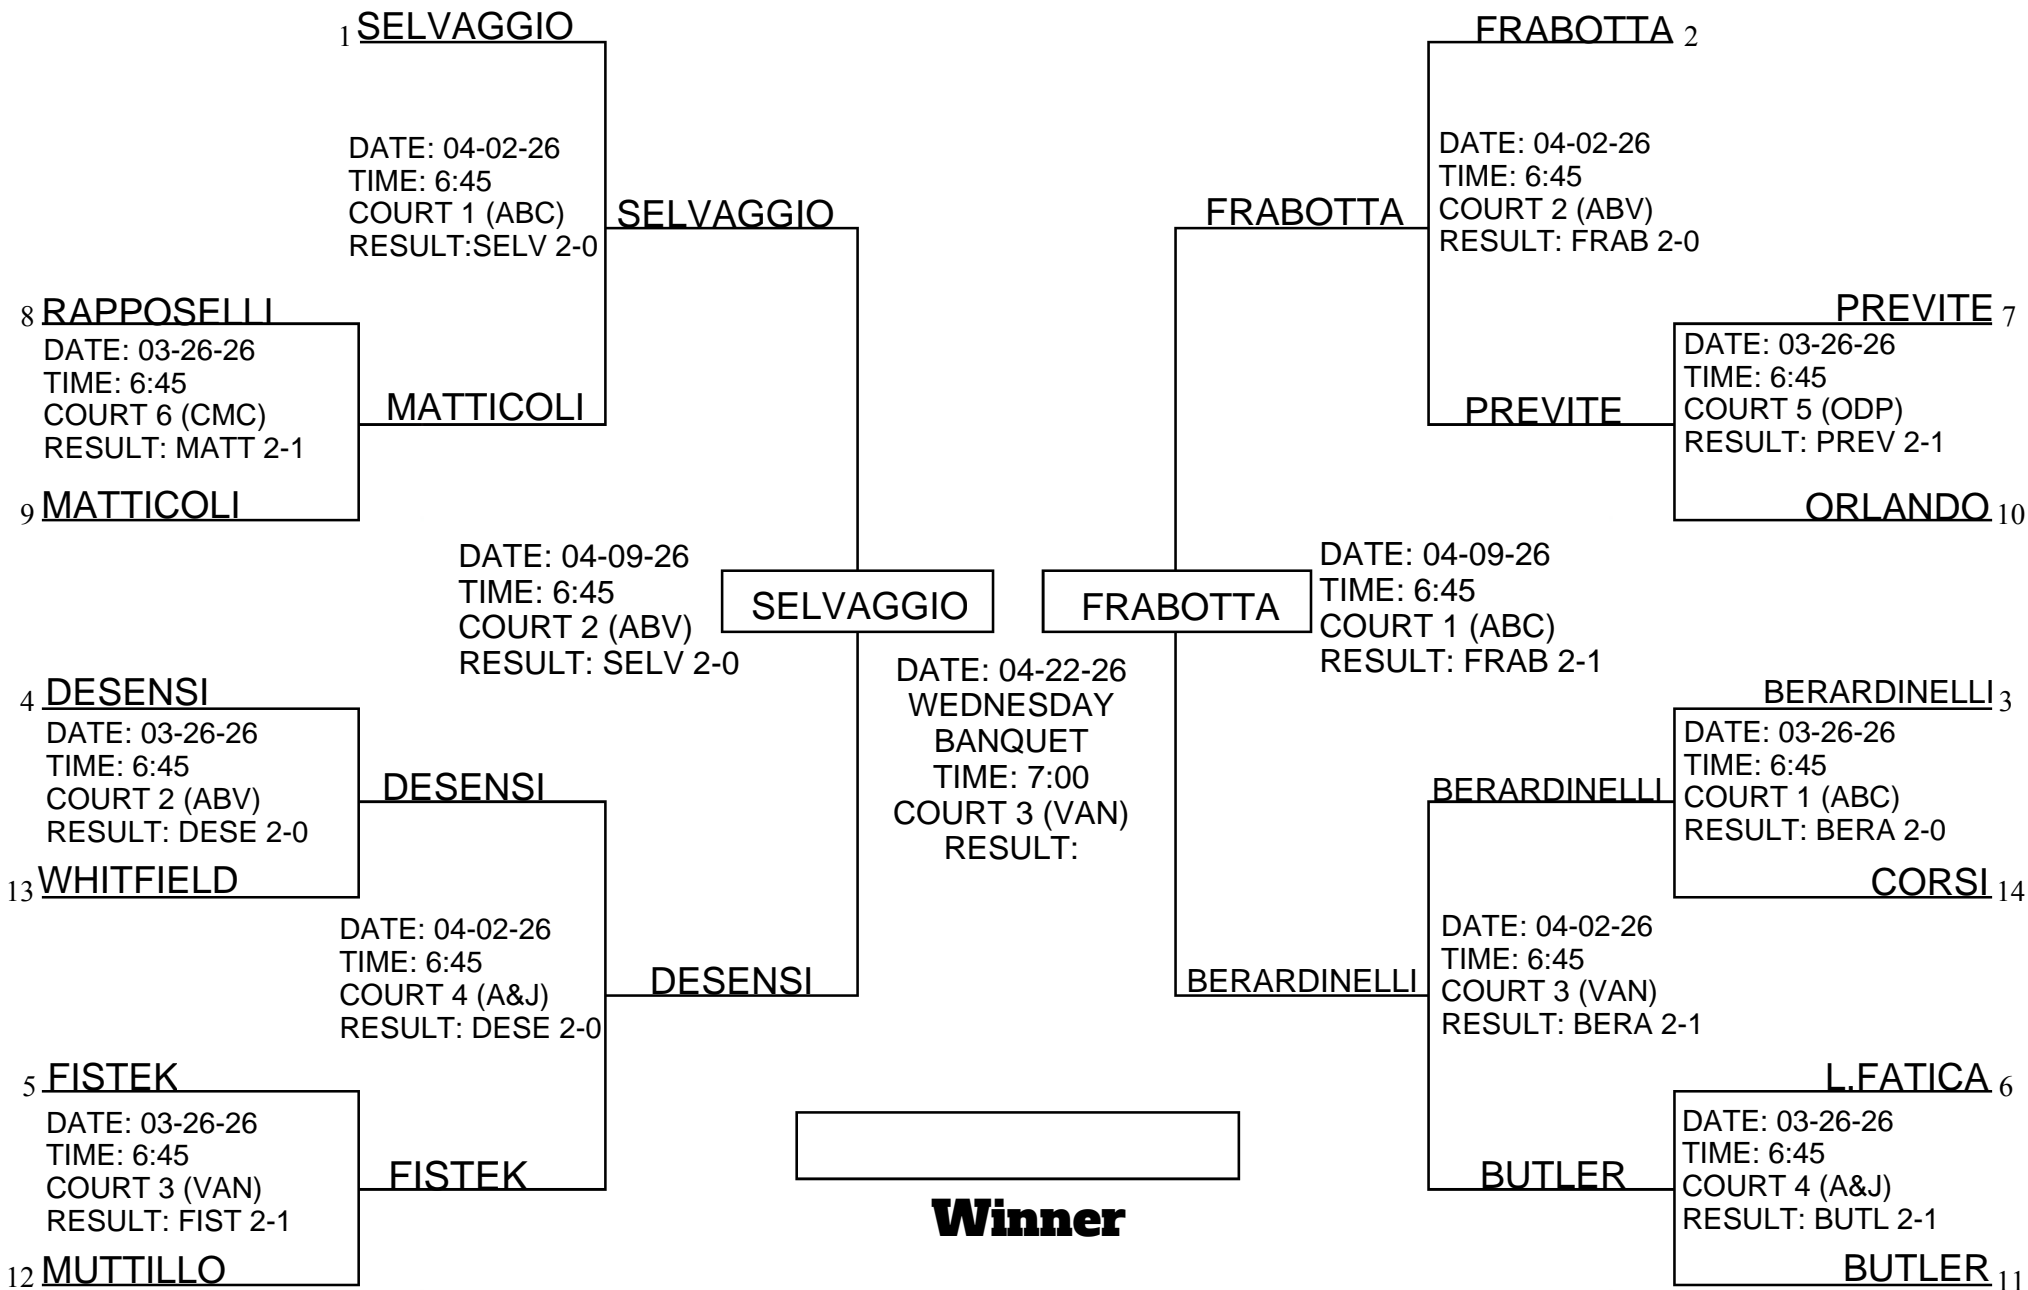 1 SELVAGGIO
DATE: 04-02-26
TIME: 6:45
COURT 1 (ABC)
RESULT:SELV 2-0
SELVAGGIO
8 RAPPOSELLI
DATE: 03-26-26
TIME: 6:45
COURT 6 (CMC)
RESULT: MATT 2-1
MATTICOLI
9 MATTICOLI
DATE: 04-09-26
TIME: 6:45
COURT 2 (ABV)
RESULT: SELV 2-0
SELVAGGIO
4 DESENSI
DATE: 03-26-26
TIME: 6:45
COURT 2 (ABV)
RESULT: DESE 2-0
DESENSI
13 WHITFIELD
DATE: 04-02-26
TIME: 6:45
COURT 4 (A&J)
RESULT: DESE 2-0
DESENSI
5 FISTEK
DATE: 03-26-26
TIME: 6:45
COURT 3 (VAN)
RESULT: FIST 2-1
FISTEK
12 MUTTILLO
DATE: 04-22-26
WEDNESDAY
BANQUET
TIME: 7:00
COURT 3 (VAN)
RESULT:
Winner
FRABOTTA 2
DATE: 04-02-26
TIME: 6:45
COURT 2 (ABV)
RESULT: FRAB 2-0
FRABOTTA
PREVITE 7
DATE: 03-26-26
TIME: 6:45
COURT 5 (ODP)
RESULT: PREV 2-1
PREVITE
ORLANDO 10
FRABOTTA
DATE: 04-09-26
TIME: 6:45
COURT 1 (ABC)
RESULT: FRAB 2-1
BERARDINELLI 3
DATE: 03-26-26
TIME: 6:45
COURT 1 (ABC)
RESULT: BERA 2-0
BERARDINELLI
CORSI 14
DATE: 04-02-26
TIME: 6:45
COURT 3 (VAN)
RESULT: BERA 2-1
BERARDINELLI
L.FATICA 6
DATE: 03-26-26
TIME: 6:45
COURT 4 (A&J)
RESULT: BUTL 2-1
BUTLER
BUTLER 11